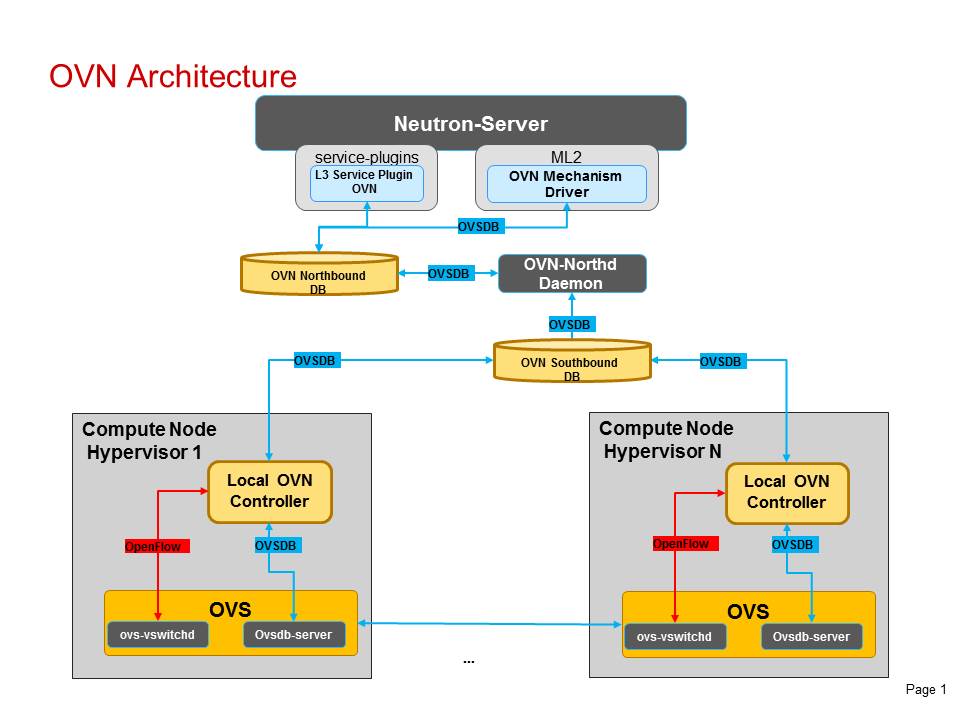 OVN Architecture
Neutron-Server
service-plugins
L3 Service Plugin
OVN
ML2
OVN Mechanism
Driver
OVSDB
OVN Northbound
DB
OVSDB
OVN-Northd
Daemon
OVSDB
OVN Southbound
DB
OVSDB
OVSDB
Compute Node
Hypervisor 1
Local OVN
Controller
OpenFlow
OVSDB
OVS
ovs-vswitchd
Ovsdb-server
Compute Node
Hypervisor N
Local OVN
Controller
OpenFlow
OVSDB
OVS
ovs-vswitchd
Ovsdb-server
...
Page 1